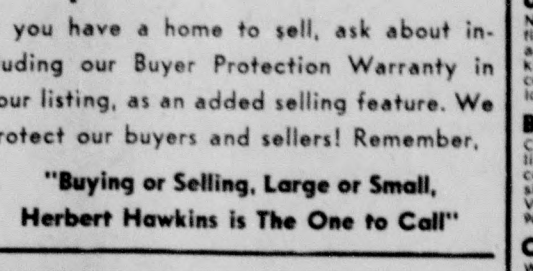 you have a home to sell, ask about in-
uding our Buyer Protection Warranty in
our listing, as an added selling feature. We
rotect our buyers and sellers! Remember,
"Buying or Selling, Large or Small,
Herbert Hawkins is The One to Call"